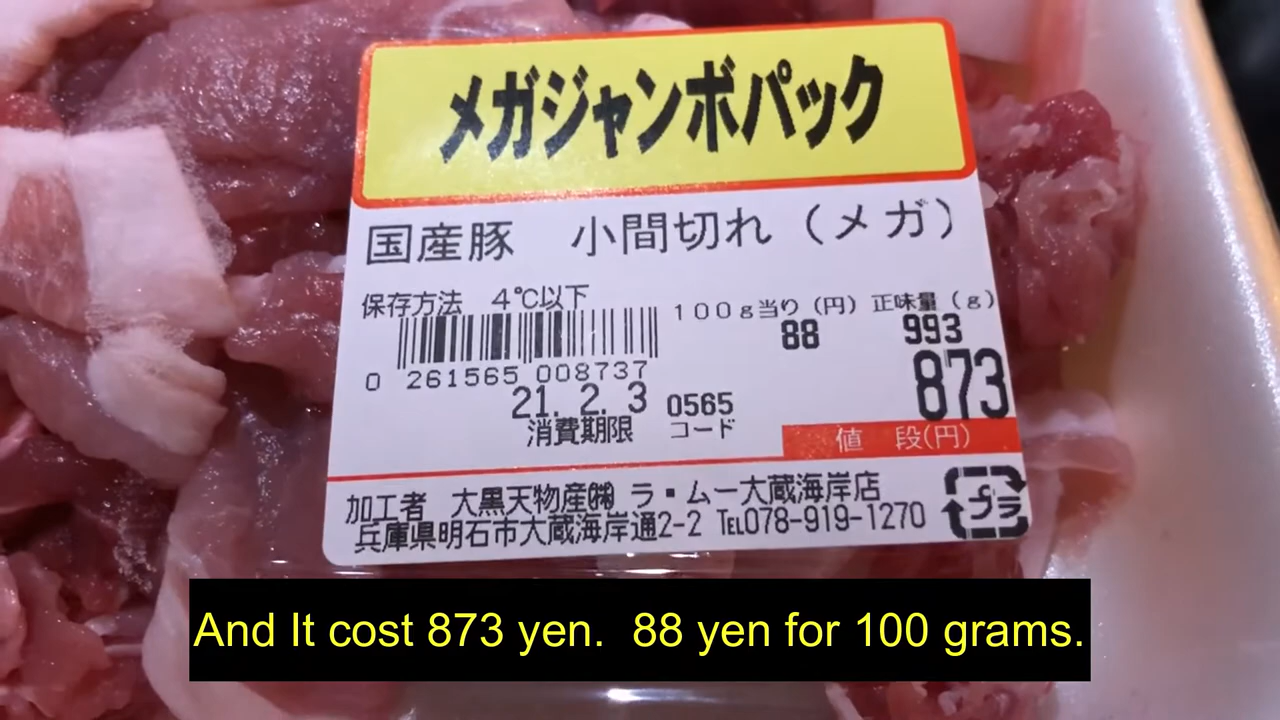 メガジャンボパック
国産豚 小間切れ(メガ)
保存方法 4℃以下
100g当り(円) 正味量(g)
88 993
0 261565 008737
873
21. 2. 3 0565
消費期限 コード
値 段(円)
加工者 大黒天物産㈱ ラ・ムー大蔵海岸店
兵庫県明石市大蔵海岸通2-2 ℡078-919-1270
プラ
And It cost 873 yen.  88 yen for 100 grams.